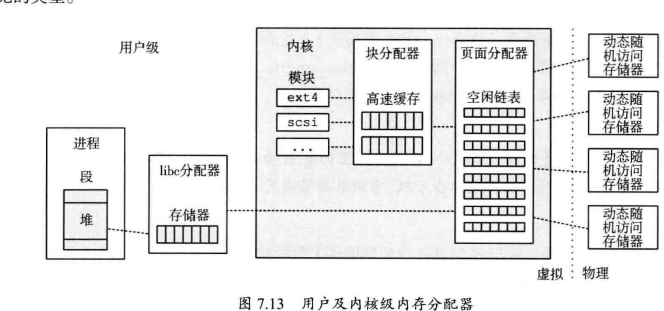 的类型。
用户级
内核
模块
ext4
scsi
...
块分配器
高速缓存
页面分配器
空闲链表
动态随
机访问
存储器
动态随
机访问
存储器
动态随
机访问
存储器
动态随
机访问
存储器
进程
段
堆
libc分配器
存储器
虚拟
物理
图 7.13 用户及内核级内存分配器